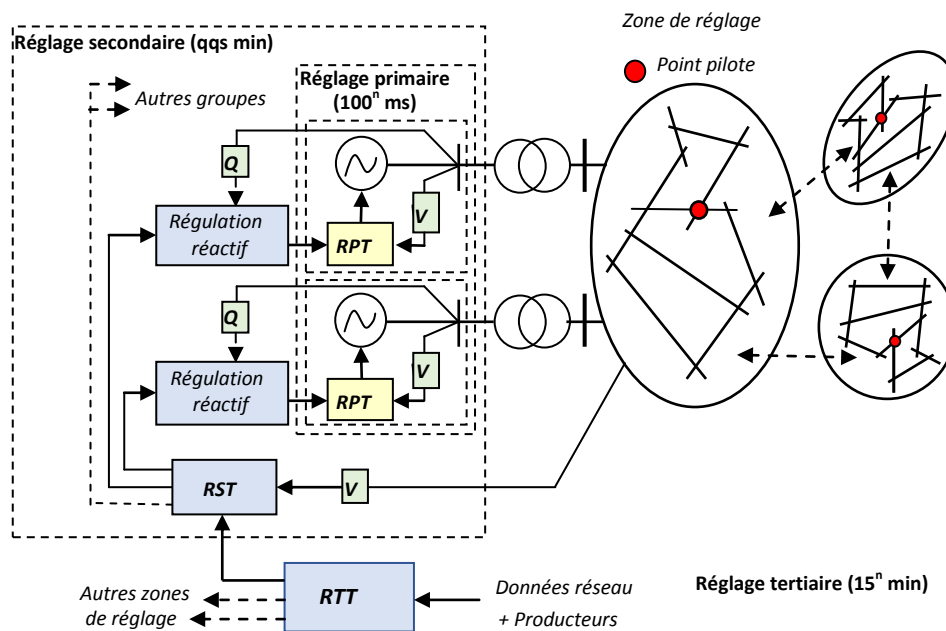 Zone de réglage
Point pilote
Réglage secondaire (qqs min)
Réglage primaire
(100ⁿ ms)
Autres groupes
Q
V
Régulation
réactif
RPT
Q
V
Régulation
réactif
RPT
RST
V
RTT
Autres zones
de réglage
Données réseau
+ Producteurs
Réglage tertiaire (15ⁿ min)